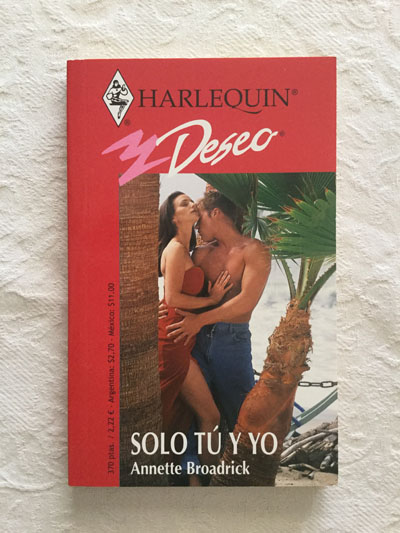 HARLEQUIN®
®
Deseo®
370 ptas. / 2,22 € · Argentina: $2,70 · México: $11,00
SOLO TÚ Y YO
Annette Broadrick